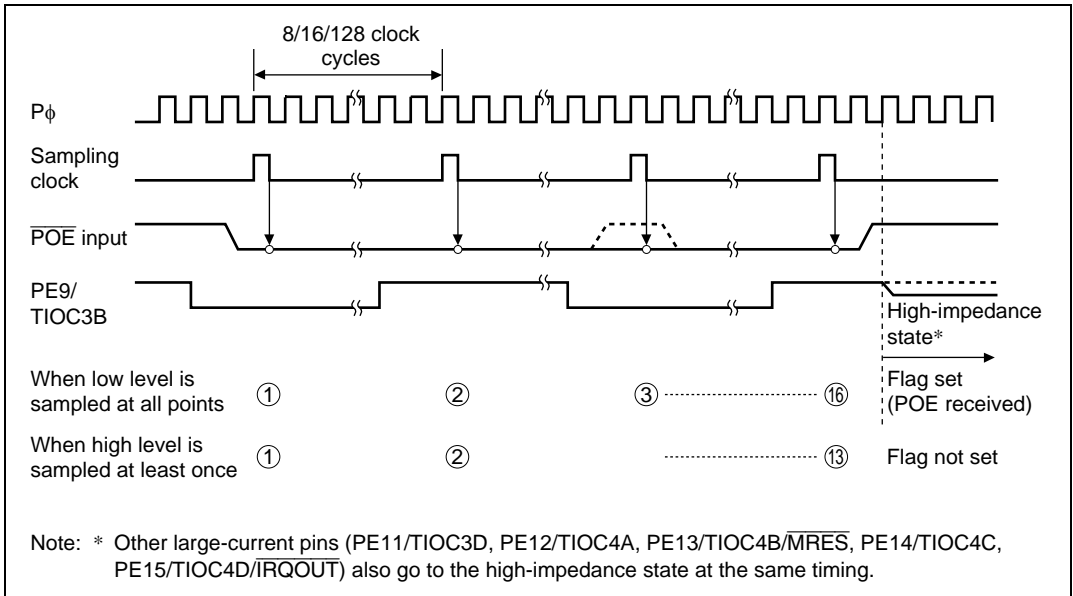 8/16/128 clock
cycles
Pϕ
Sampling
clock
POE input
PE9/
TIOC3B
High-impedance
state*
When low level is
sampled at all points
① ② ③ ⑯
Flag set
(POE received)
When high level is
sampled at least once
① ② ⑬ Flag not set
Note: * Other large-current pins (PE11/TIOC3D, PE12/TIOC4A, PE13/TIOC4B/MRES, PE14/TIOC4C,
PE15/TIOC4D/IRQOUT) also go to the high-impedance state at the same timing.